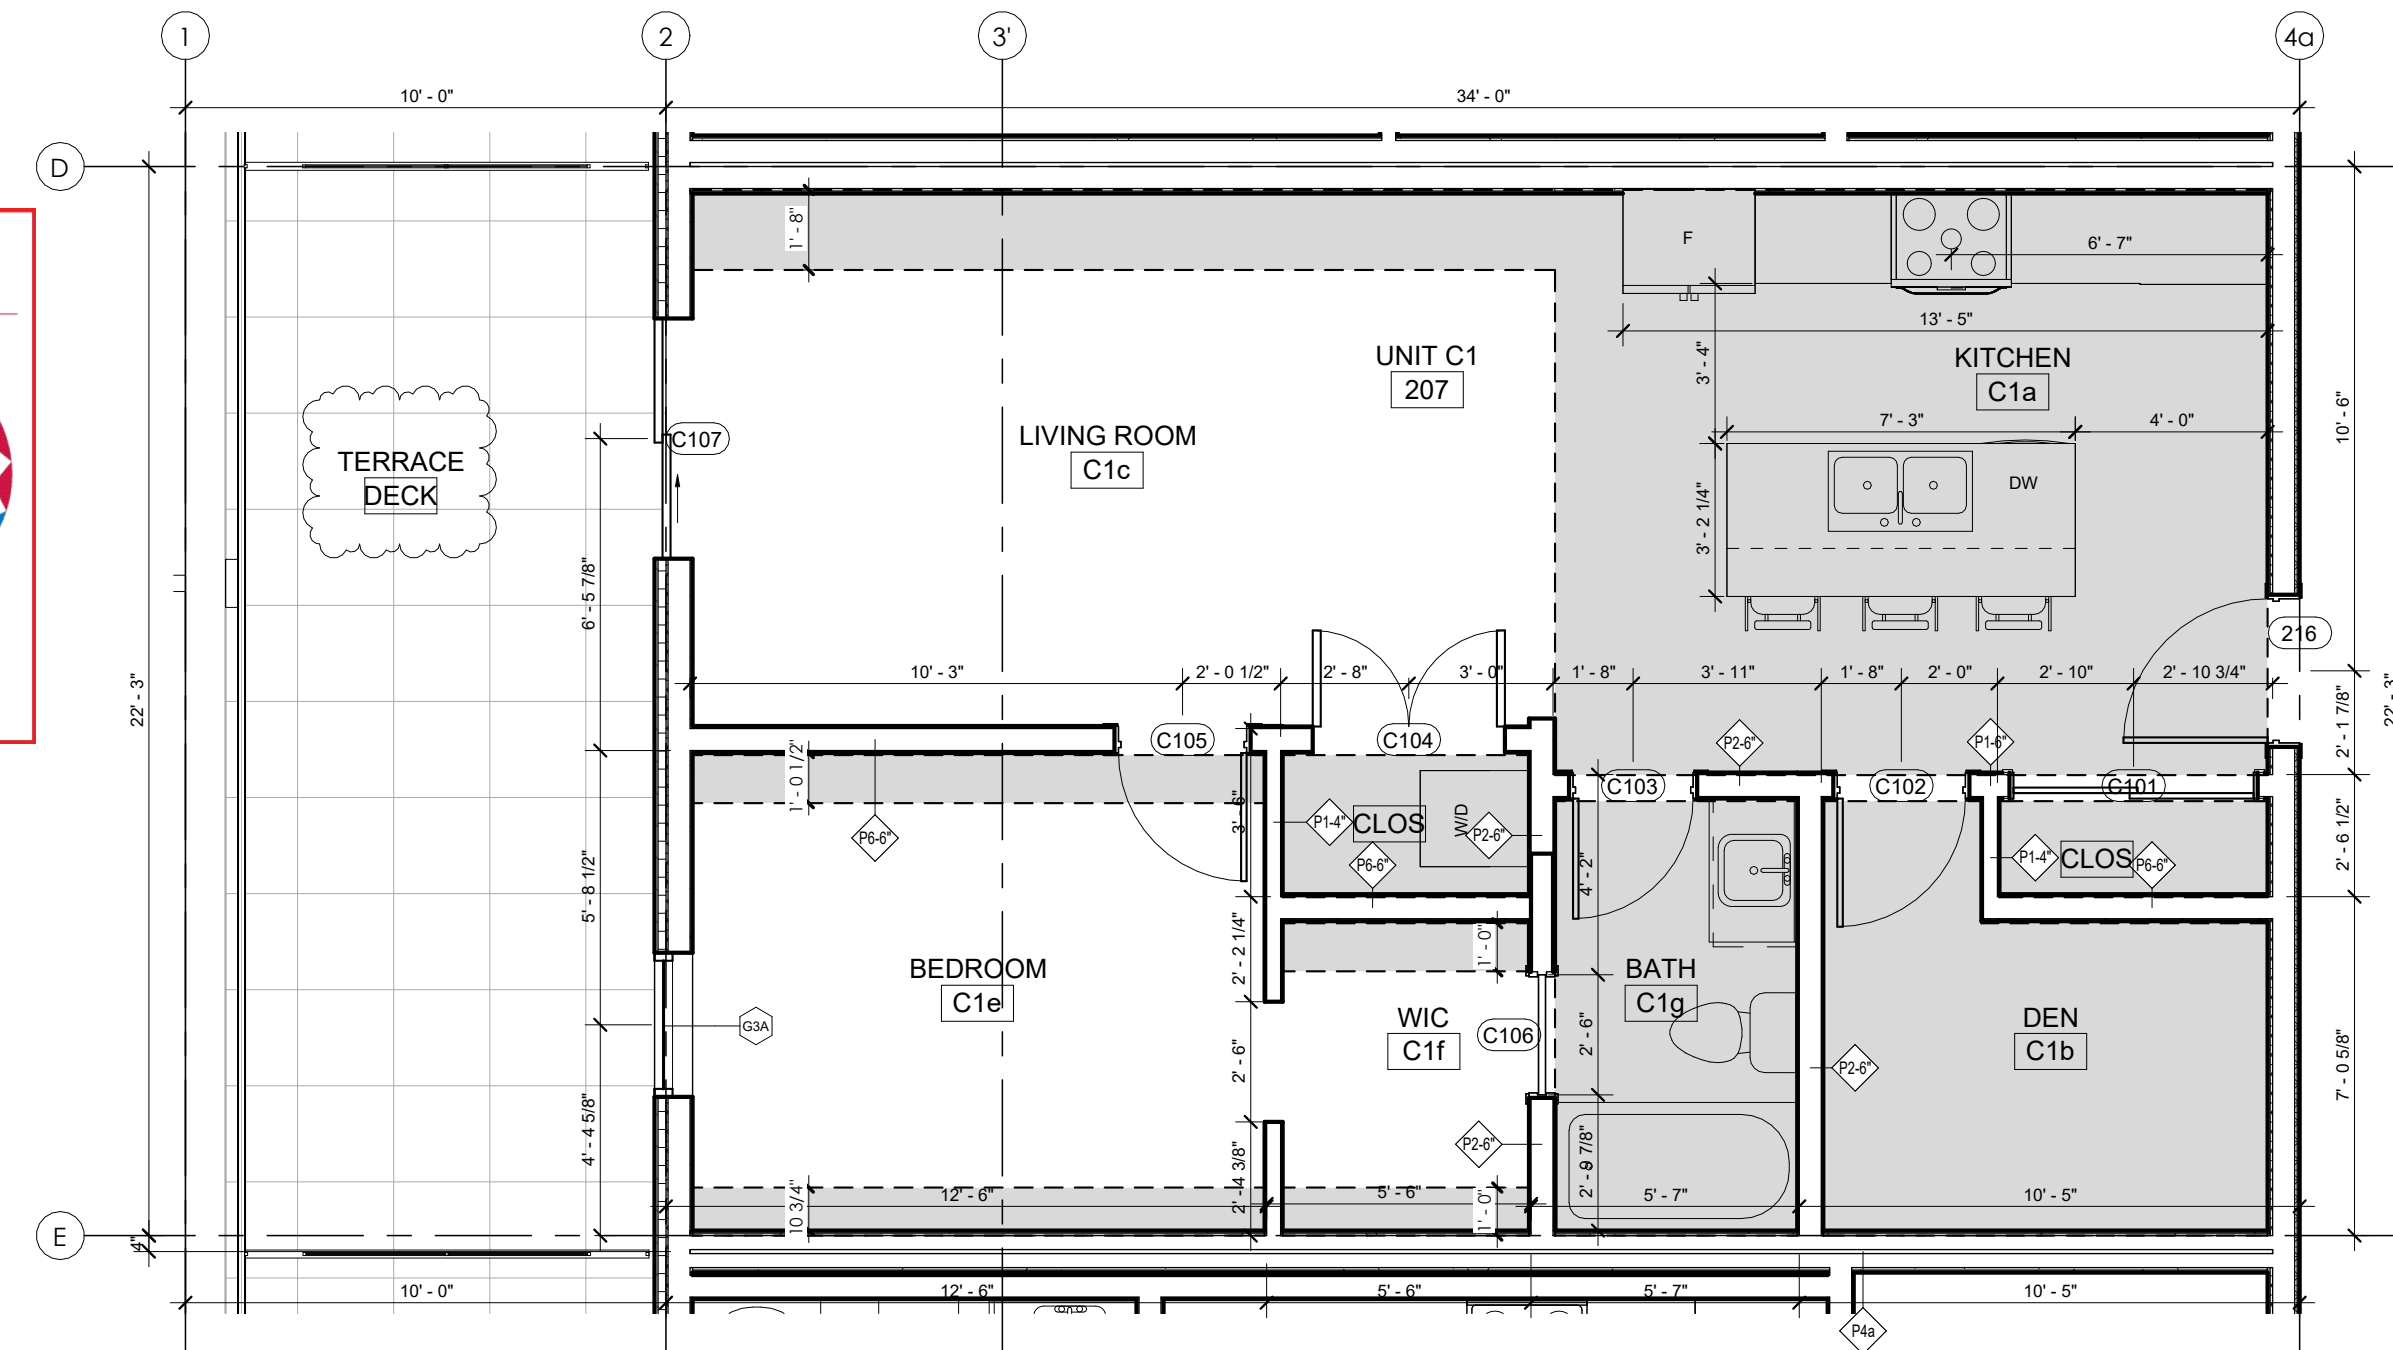 1
2
3'
4a
10' - 0"
34' - 0"
D
1' - 8"
F
6' - 7"
13' - 5"
UNIT C1
207
KITCHEN
C1a
3' - 4"
7' - 3"
4' - 0"
10' - 6"
LIVING ROOM
C1c
C107
TERRACE
DECK
DW
3' - 2 1/4"
6' - 5 7/8"
216
22' - 3"
10' - 3"
2' - 0 1/2"
2' - 8"
3' - 0"
1' - 8"
3' - 11"
1' - 8"
2' - 0"
2' - 10"
2' - 10 3/4"
22' - 3"
2' - 1 7/8"
C105
C104
P2-6"
P1-6"
1' - 0 1/2"
C103
C102
C101
3' - 6"
P6-6"
P1-4"
CLOS
W/D
P2-6"
P6-6"
4' - 2"
P1-4"
CLOS
P6-6"
2' - 6 1/2"
5' - 8 1/2"
2' - 2 1/4"
1' - 0"
BEDROOM
C1e
BATH
C1g
G3A
WIC
C1f
C106
2' - 6"
2' - 6"
DEN
C1b
P2-6"
7' - 0 5/8"
4' - 4 5/8"
P2-6"
2' - 4 3/8"
2' - 9 7/8"
10 3/4"
12' - 6"
5' - 6"
1' - 0"
5' - 7"
10' - 5"
E
4"
10' - 0"
12' - 6"
5' - 6"
5' - 7"
10' - 5"
P4a